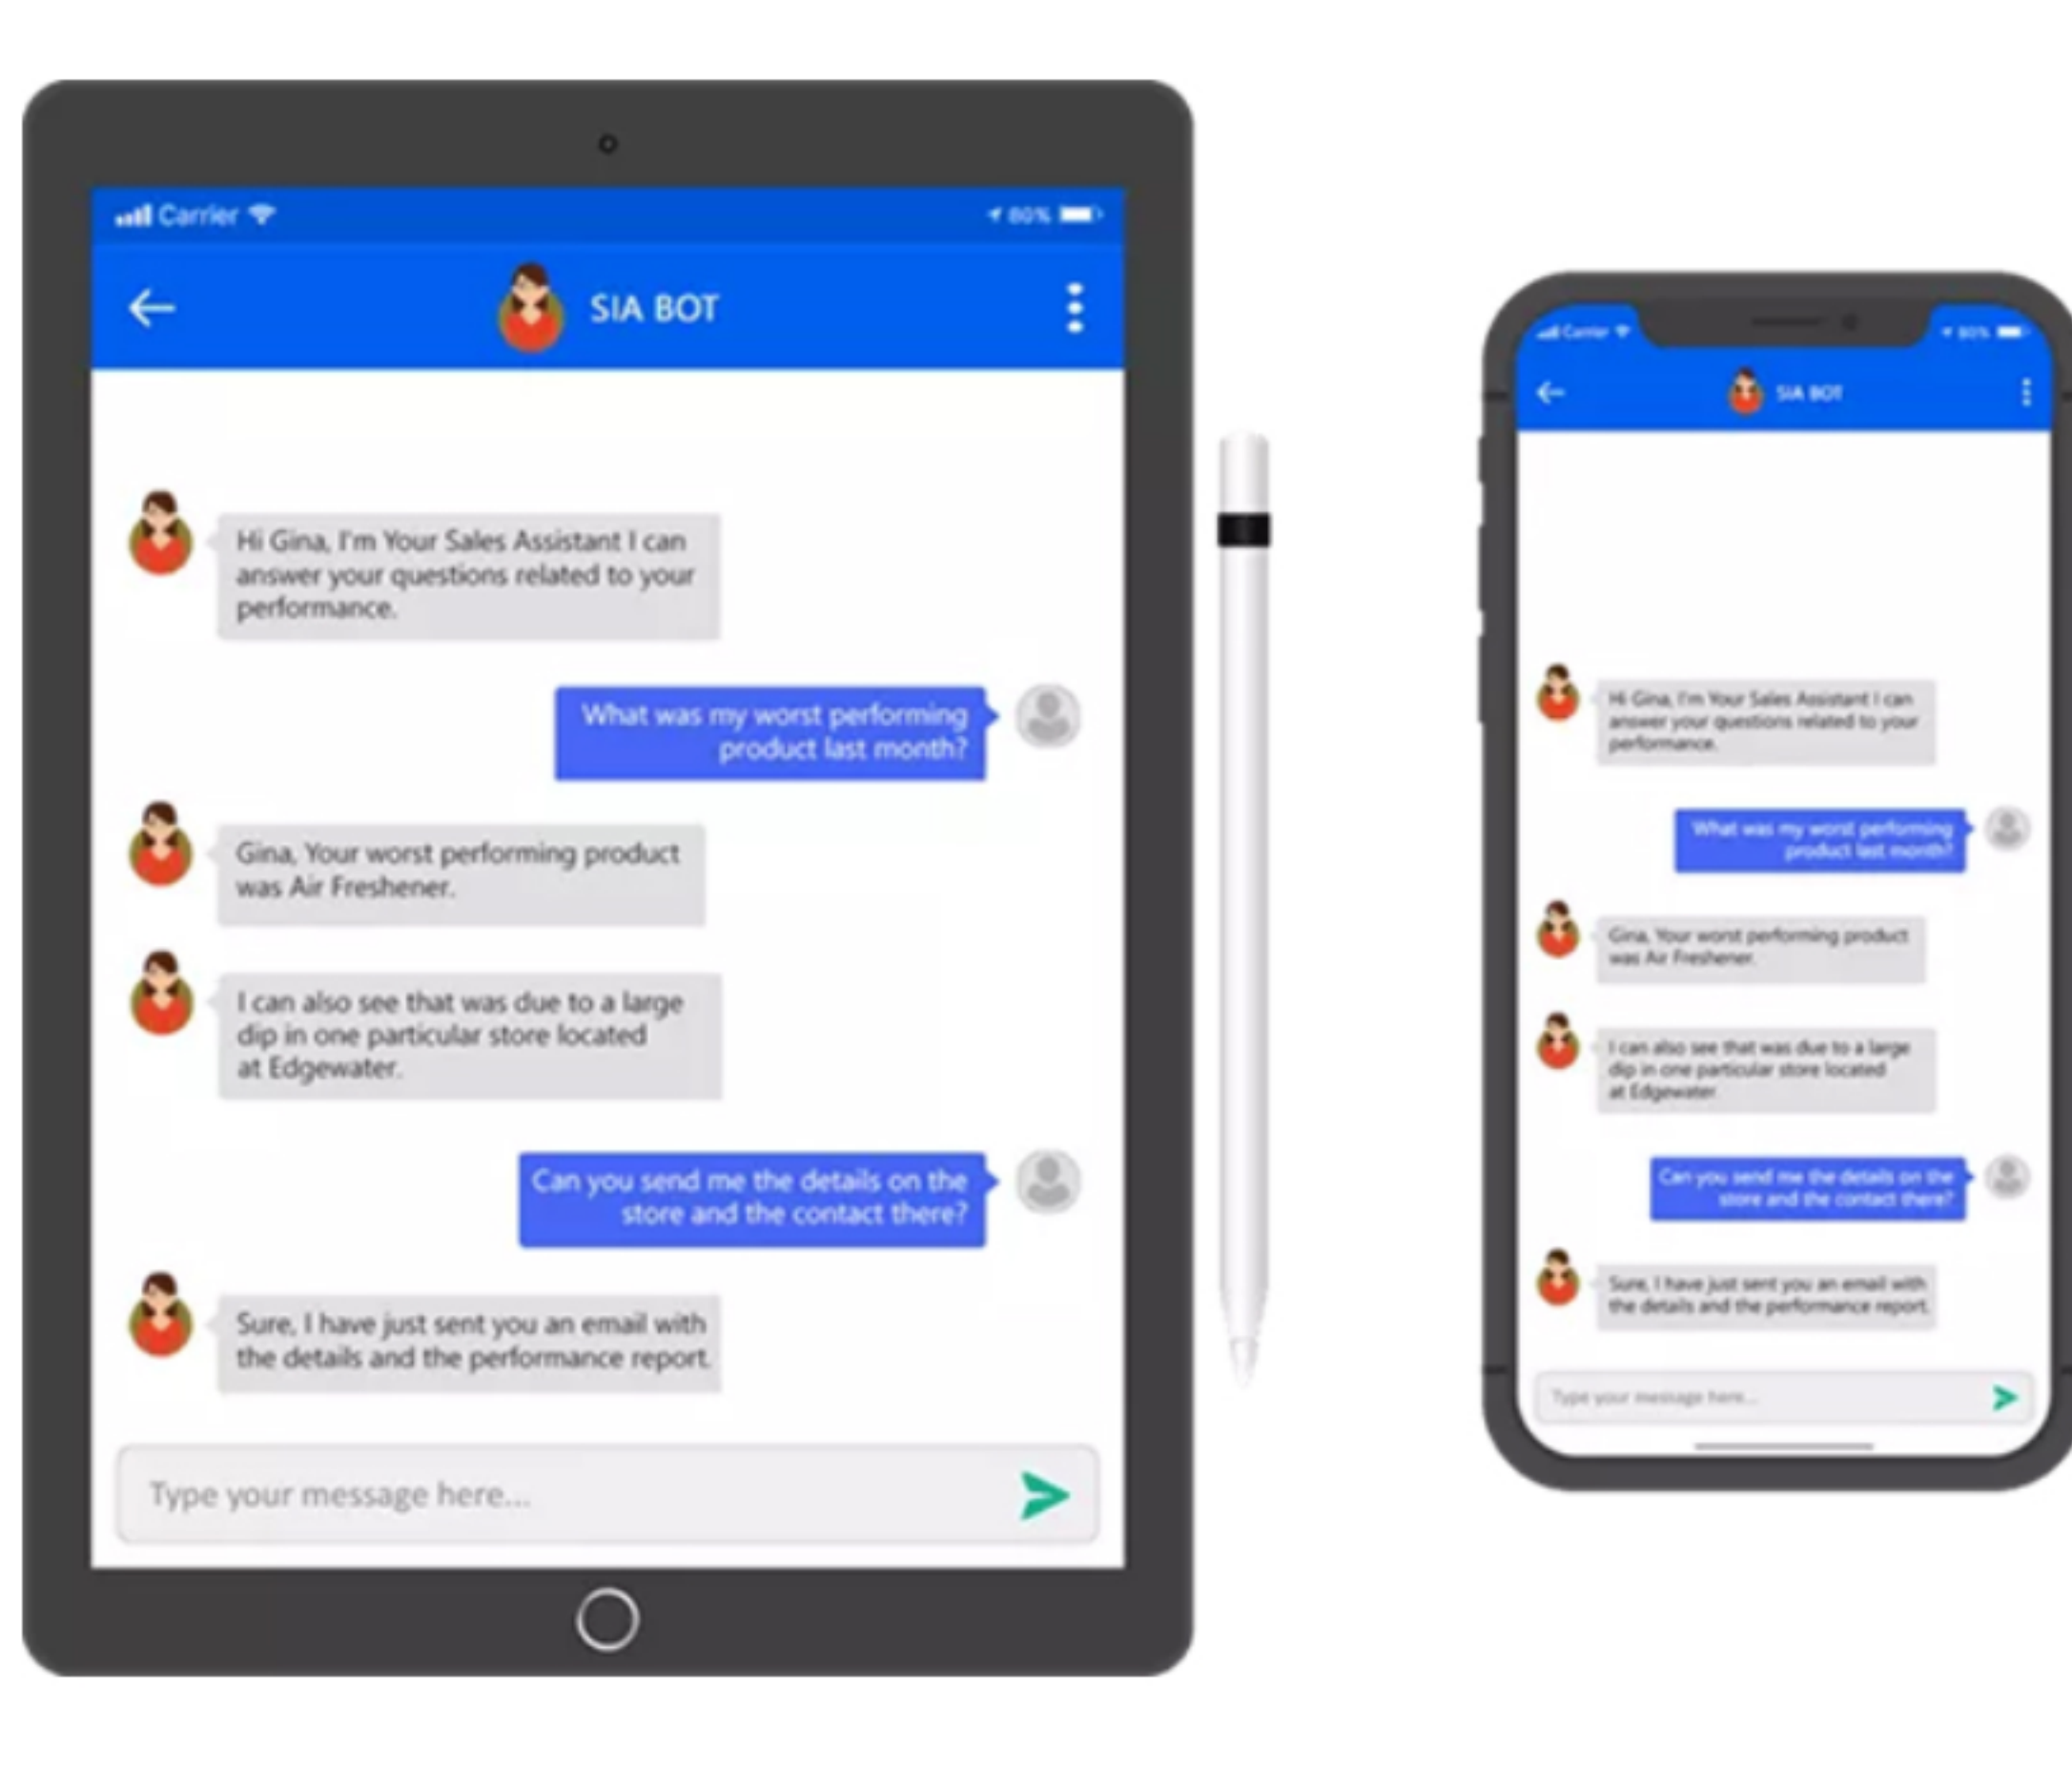 Carrier
80%
SIA BOT
Hi Gina, I'm Your Sales Assistant I can
answer your questions related to your
performance.
What was my worst performing
product last month?
Gina, Your worst performing product
was Air Freshener.
I can also see that was due to a large
dip in one particular store located
at Edgewater.
Can you send me the details on the
store and the contact there?
Sure, I have just sent you an email with
the details and the performance report.
Type your message here...
Carrier
80%
SIA BOT
Hi Gina, I'm Your Sales Assistant I can
answer your questions related to your
performance.
What was my worst performing
product last month?
Gina, Your worst performing product
was Air Freshener.
I can also see that was due to a large
dip in one particular store located
at Edgewater.
Can you send me the details on the
store and the contact there?
Sure, I have just sent you an email with
the details and the performance report.
Type your message here...